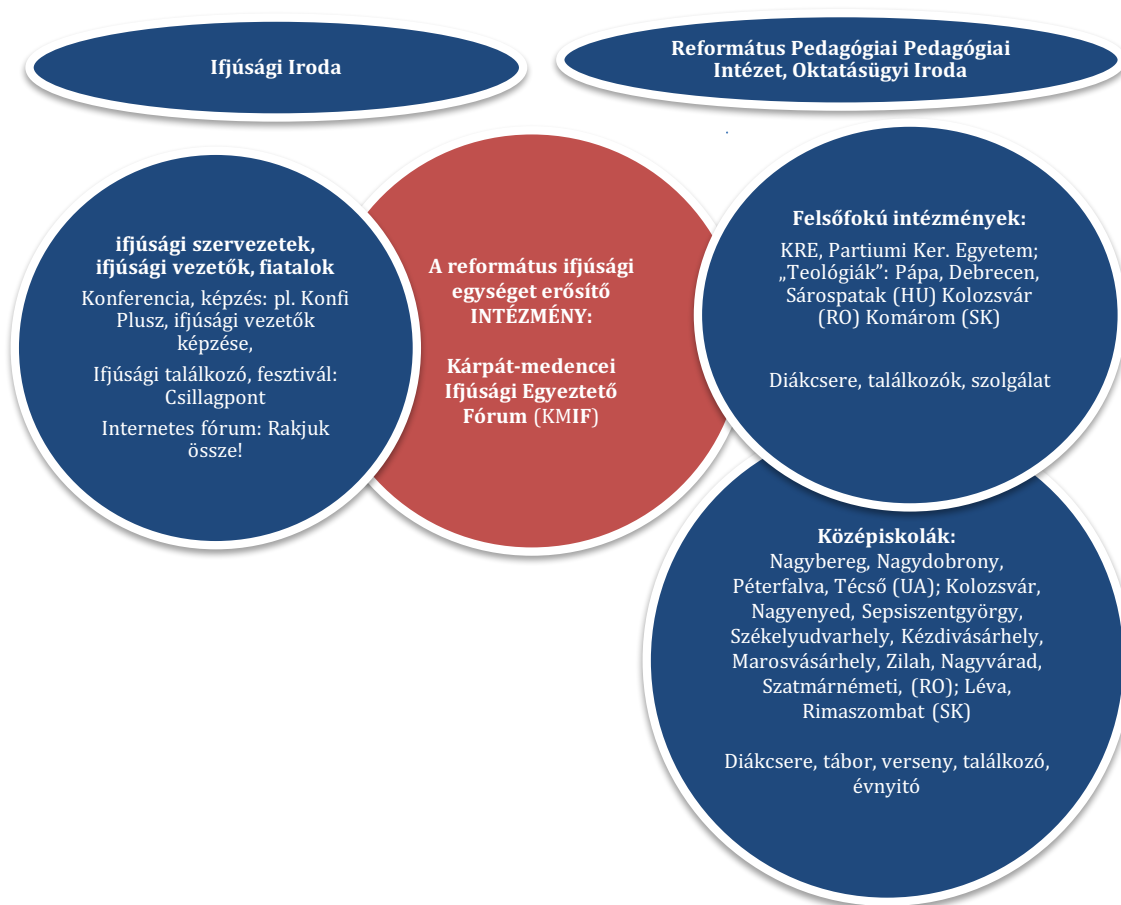 Ifjúsági Iroda
Református Pedagógiai Pedagógiai
Intézet, Oktatásügyi Iroda
ifjúsági szervezetek,
ifjúsági vezetők, fiatalok
Konferencia, képzés: pl. Konfi
Plusz, ifjúsági vezetők
képzése,
Ifjúsági találkozó, fesztivál:
Csillagpont
Internetes fórum: Rakjuk
össze!
A református ifjúsági
egységet erősítő
INTÉZMÉNY:
Kárpát-medencei
Ifjúsági Egyeztető
Fórum (KMIF)
Felsőfokú intézmények:
KRE, Partiumi Ker. Egyetem;
„Teológiák”: Pápa, Debrecen,
Sárospatak (HU) Kolozsvár
(RO) Komárom (SK)
Diákcsere, találkozók, szolgálat
Középiskolák:
Nagybereg, Nagydobrony,
Péterfalva, Técső (UA); Kolozsvár,
Nagyenyed, Sepsiszentgyörgy,
Székelyudvarhely, Kézdivásárhely,
Marosvásárhely, Zilah, Nagyvárad,
Szatmárnémeti, (RO); Léva,
Rimaszombat (SK)
Diákcsere, tábor, verseny, találkozó,
évnyitó